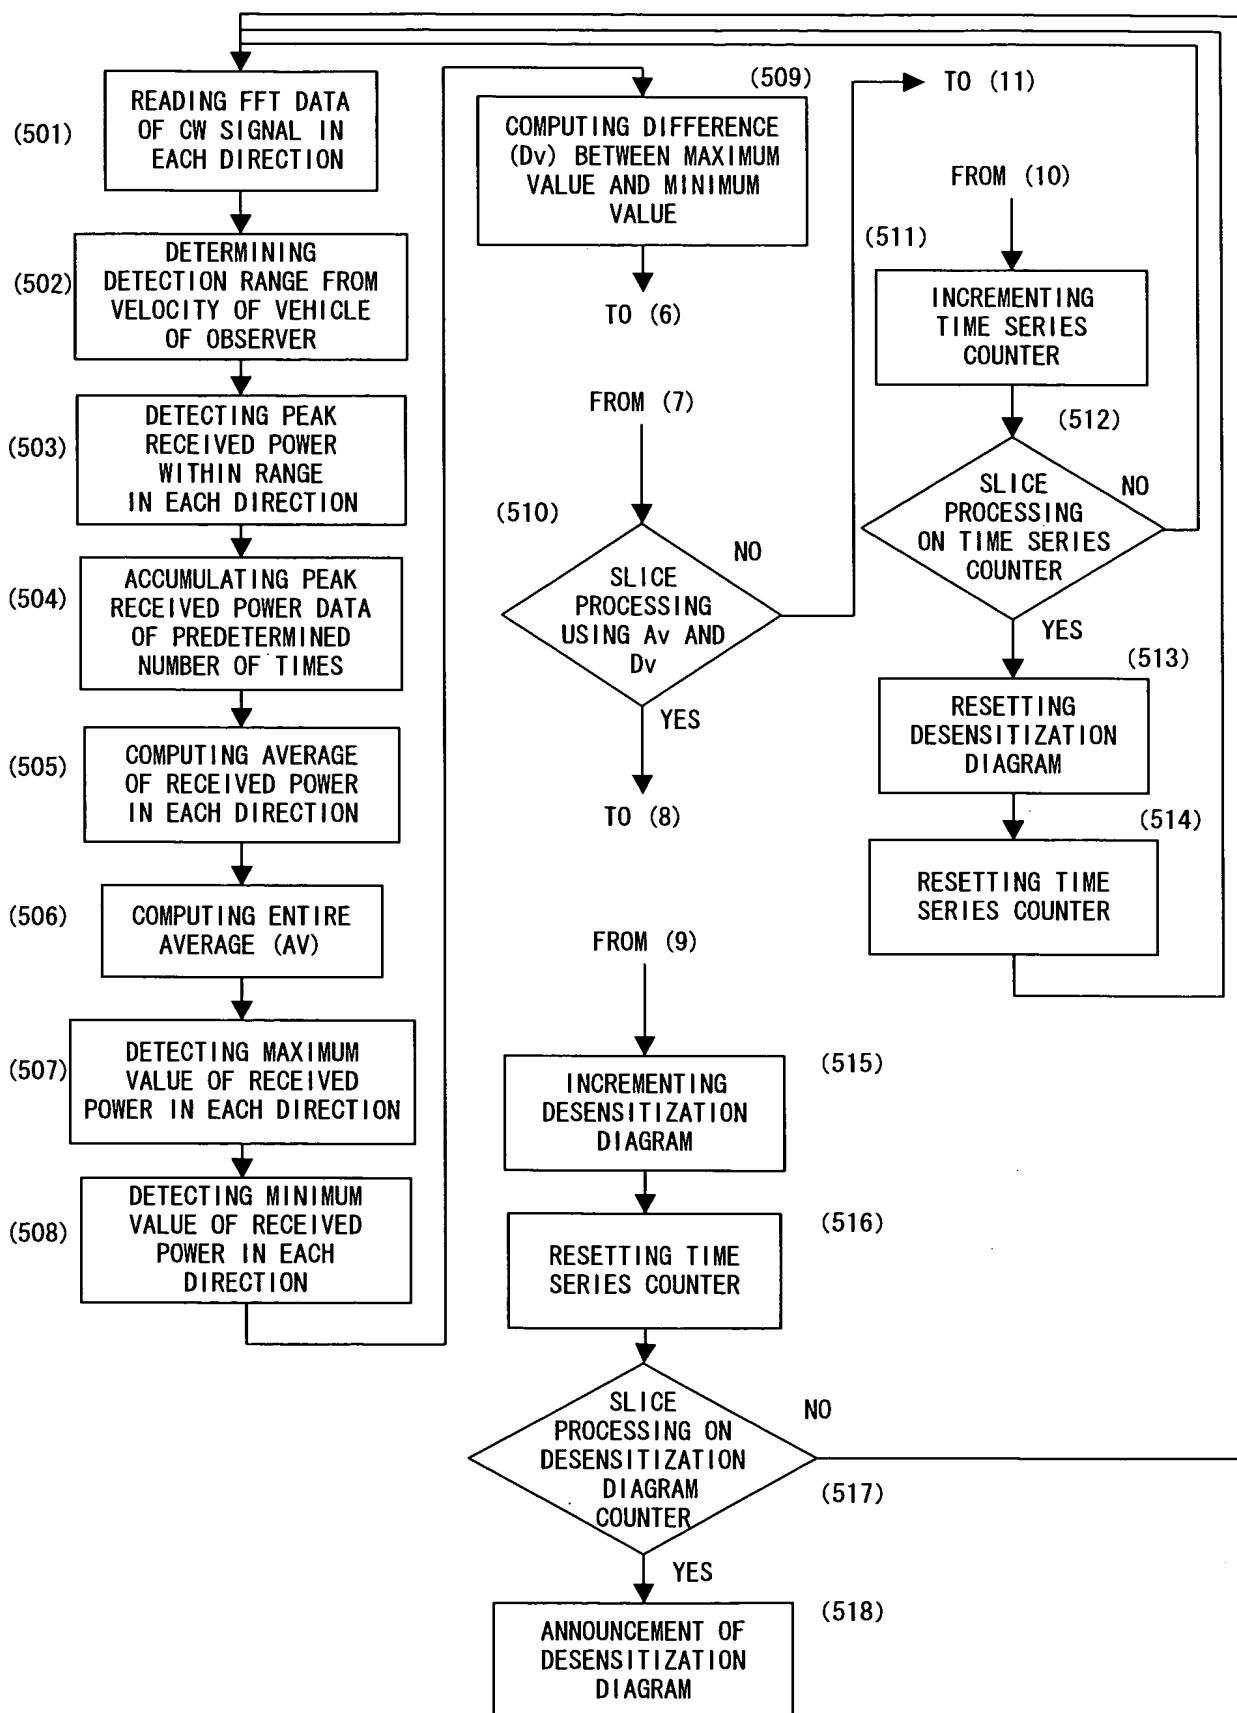 (501)
READING FFT DATA
OF CW SIGNAL IN
EACH DIRECTION
(502)
DETERMINING
DETECTION RANGE FROM
VELOCITY OF VEHICLE
OF OBSERVER
(503)
DETECTING PEAK
RECEIVED POWER
WITHIN RANGE
IN EACH DIRECTION
(504)
ACCUMULATING PEAK
RECEIVED POWER DATA
OF PREDETERMINED
NUMBER OF TIMES
(505)
COMPUTING AVERAGE
OF RECEIVED POWER
IN EACH DIRECTION
(506)
COMPUTING ENTIRE
AVERAGE (AV)
(507)
DETECTING MAXIMUM
VALUE OF RECEIVED
POWER IN EACH DIRECTION
(508)
DETECTING MINIMUM
VALUE OF RECEIVED
POWER IN EACH
DIRECTION
(509)
COMPUTING DIFFERENCE
(Dv) BETWEEN MAXIMUM
VALUE AND MINIMUM
VALUE
TO (6)
FROM (7)
(510)
SLICE
PROCESSING
USING Av AND
Dv
NO
YES
TO (8)
TO (11)
FROM (10)
(511)
INCREMENTING
TIME SERIES
COUNTER
(512)
SLICE
PROCESSING
ON TIME SERIES
COUNTER
NO
YES
(513)
RESETTING
DESENSITIZATION
DIAGRAM
(514)
RESETTING TIME
SERIES COUNTER
FROM (9)
(515)
INCREMENTING
DESENSITIZATION
DIAGRAM
(516)
RESETTING TIME
SERIES COUNTER
SLICE
PROCESSING ON
DESENSITIZATION
DIAGRAM
COUNTER
NO
(517)
YES
(518)
ANNOUNCEMENT OF
DESENSITIZATION
DIAGRAM